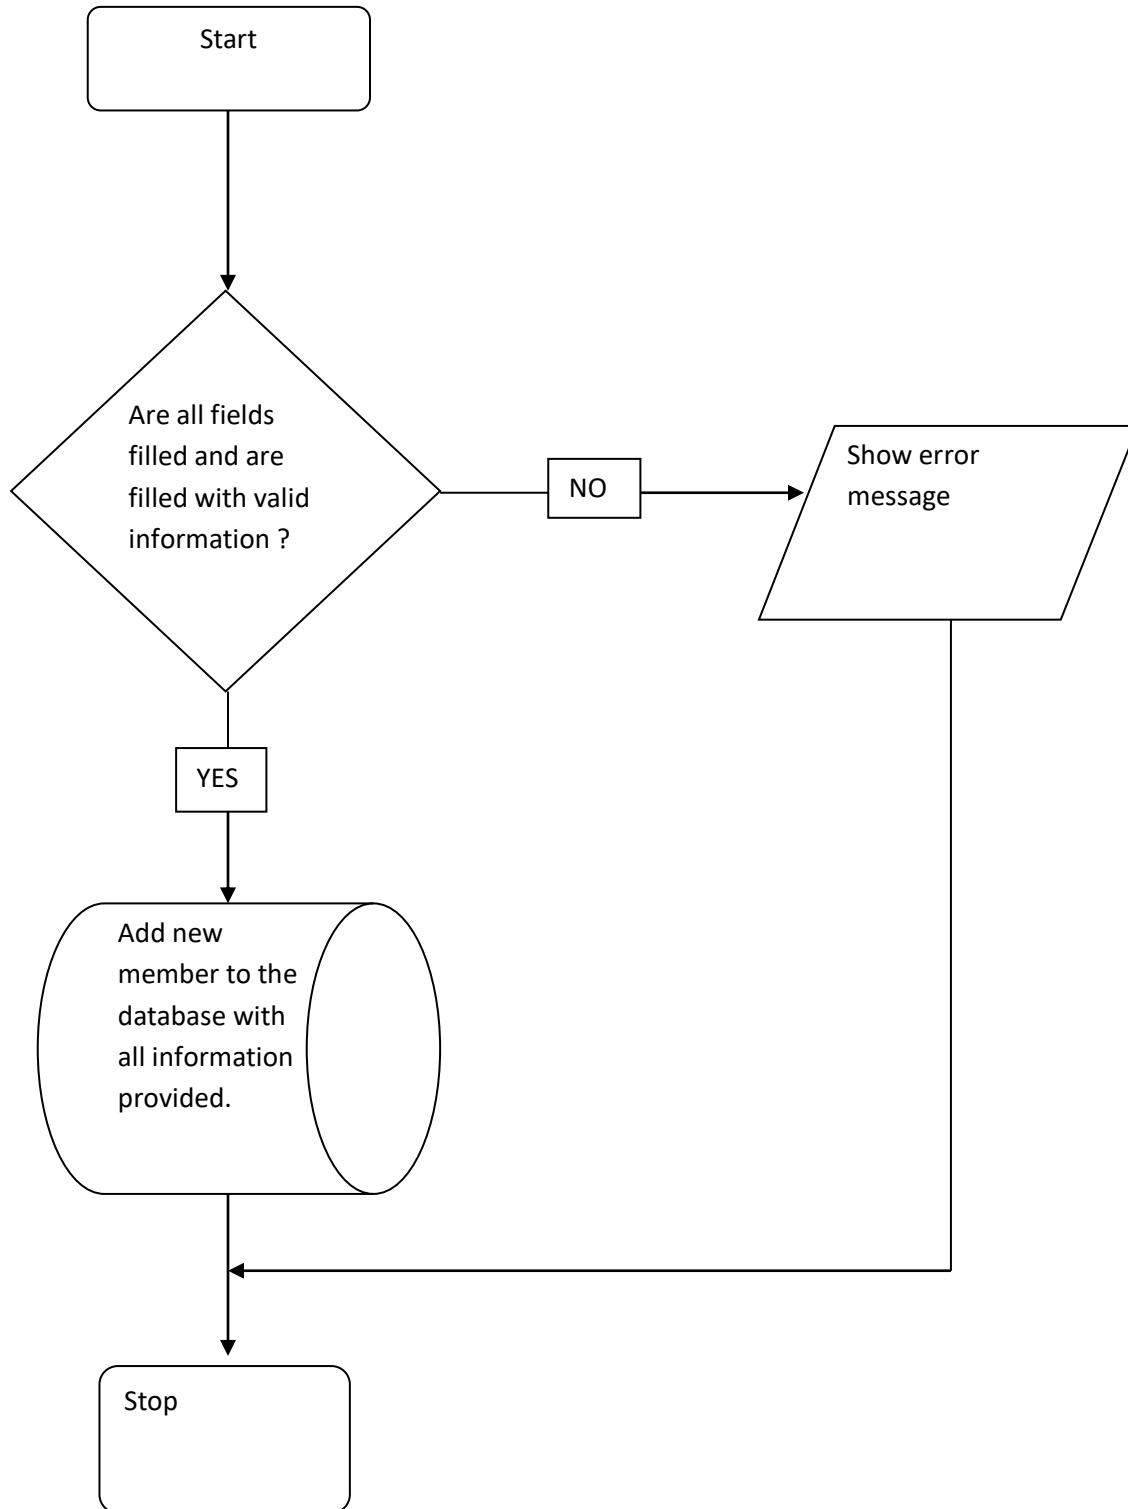 Start
Are all fields
filled and are
filled with valid
information ?
NO
Show error
message
YES
Add new
member to the
database with
all information
provided.
Stop